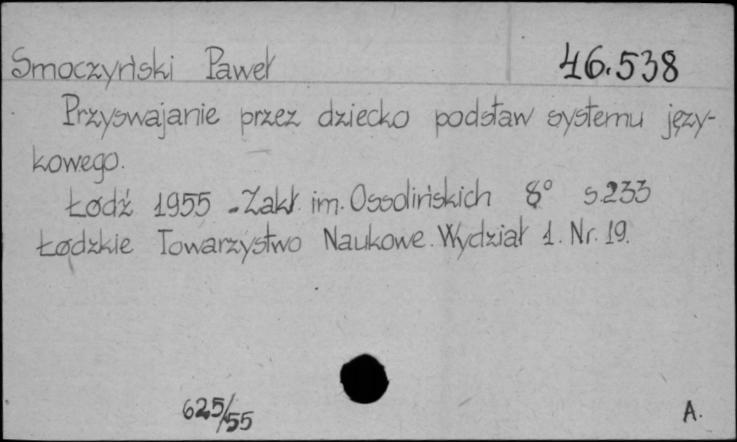 Smoczyński Paweł 46.538
Przyswajanie przez dziecko podstaw systemu języ-
kowego.
Łódź 1955 - Zakł. im. Ossolińskich 8° s.233
Łódzkie Towarzystwo Naukowe. Wydział 1. Nr. 19.
625/55 A.